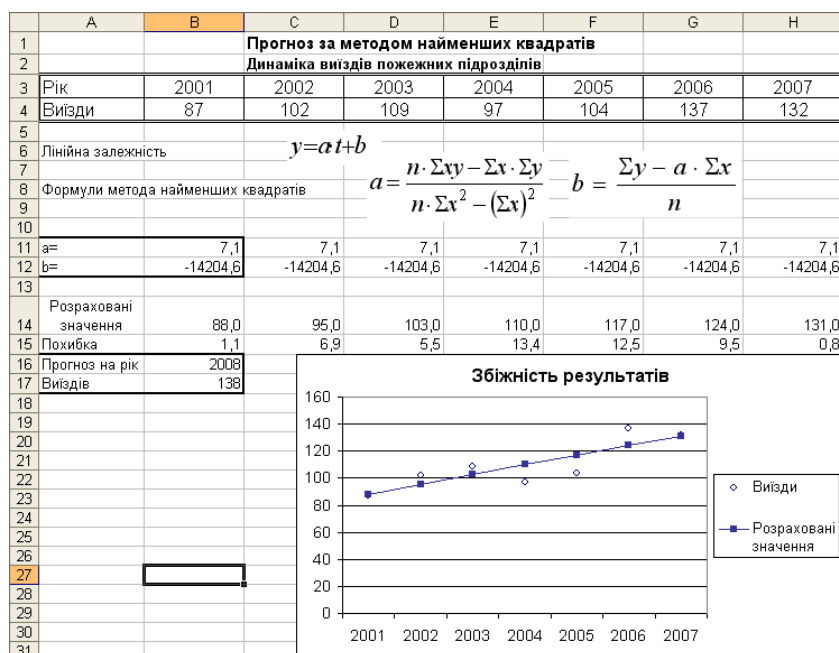 A B C D E F G H
1 Прогноз за методом найменших квадратів
2 Динаміка виїздів пожежних підрозділів
3 Рік 2001 2002 2003 2004 2005 2006 2007
4 Виїзди 87 102 109 97 104 137 132
5
6 Лінійна залежність y=a·t+b
7
8 Формули метода найменших квадратів a = (n·Σxy − Σx·Σy) / (n·Σx² − (Σx)²) b = (Σy − a · Σx) / n
9
10
11 a= 7,1 7,1 7,1 7,1 7,1 7,1 7,1
12 b= -14204,6 -14204,6 -14204,6 -14204,6 -14204,6 -14204,6 -14204,6
13
14 Розраховані значення 88,0 95,0 103,0 110,0 117,0 124,0 131,0
15 Похибка 1,1 6,9 5,5 13,4 12,5 9,5 0,8
16 Прогноз на рік 2008
17 Виїздів 138
18
19
20
21
22
23
24
25
26
27
28
29
30
31
Збіжність результатів
160
140
120
100
80
60
40
20
0
2001 2002 2003 2004 2005 2006 2007
Виїзди
Розраховані
значення